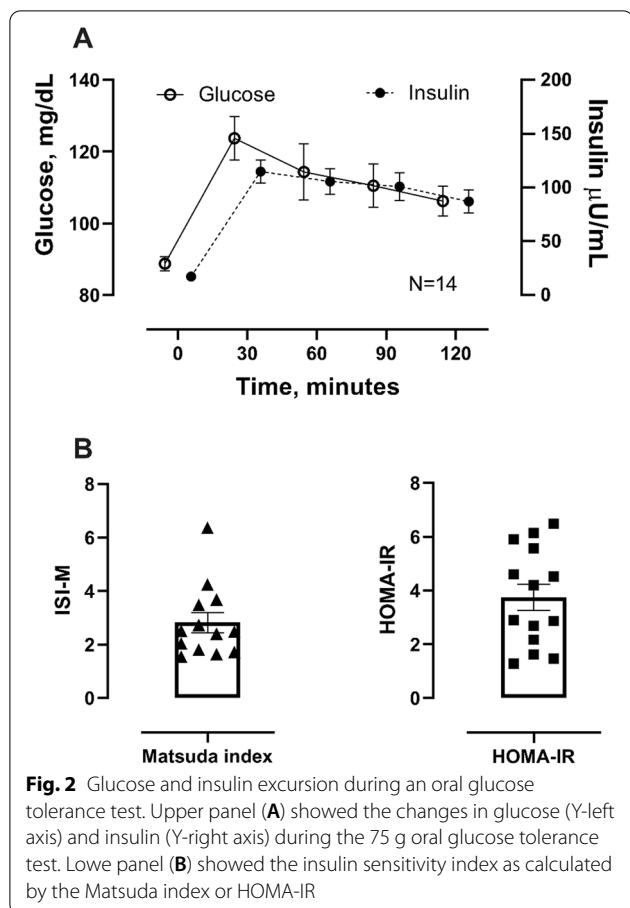 A
140
120
100
80
Glucose, mg/dL
Glucose
Insulin
200
150
100
50
0
Insulin μU/mL
N=14
0 30 60 90 120
Time, minutes
B
8
6
4
2
0
ISI-M
Matsuda index
8
6
4
2
0
HOMA-IR
HOMA-IR
Fig. 2 Glucose and insulin excursion during an oral glucose
tolerance test. Upper panel (A) showed the changes in glucose (Y-left
axis) and insulin (Y-right axis) during the 75 g oral glucose tolerance
test. Lowe panel (B) showed the insulin sensitivity index as calculated
by the Matsuda index or HOMA-IR